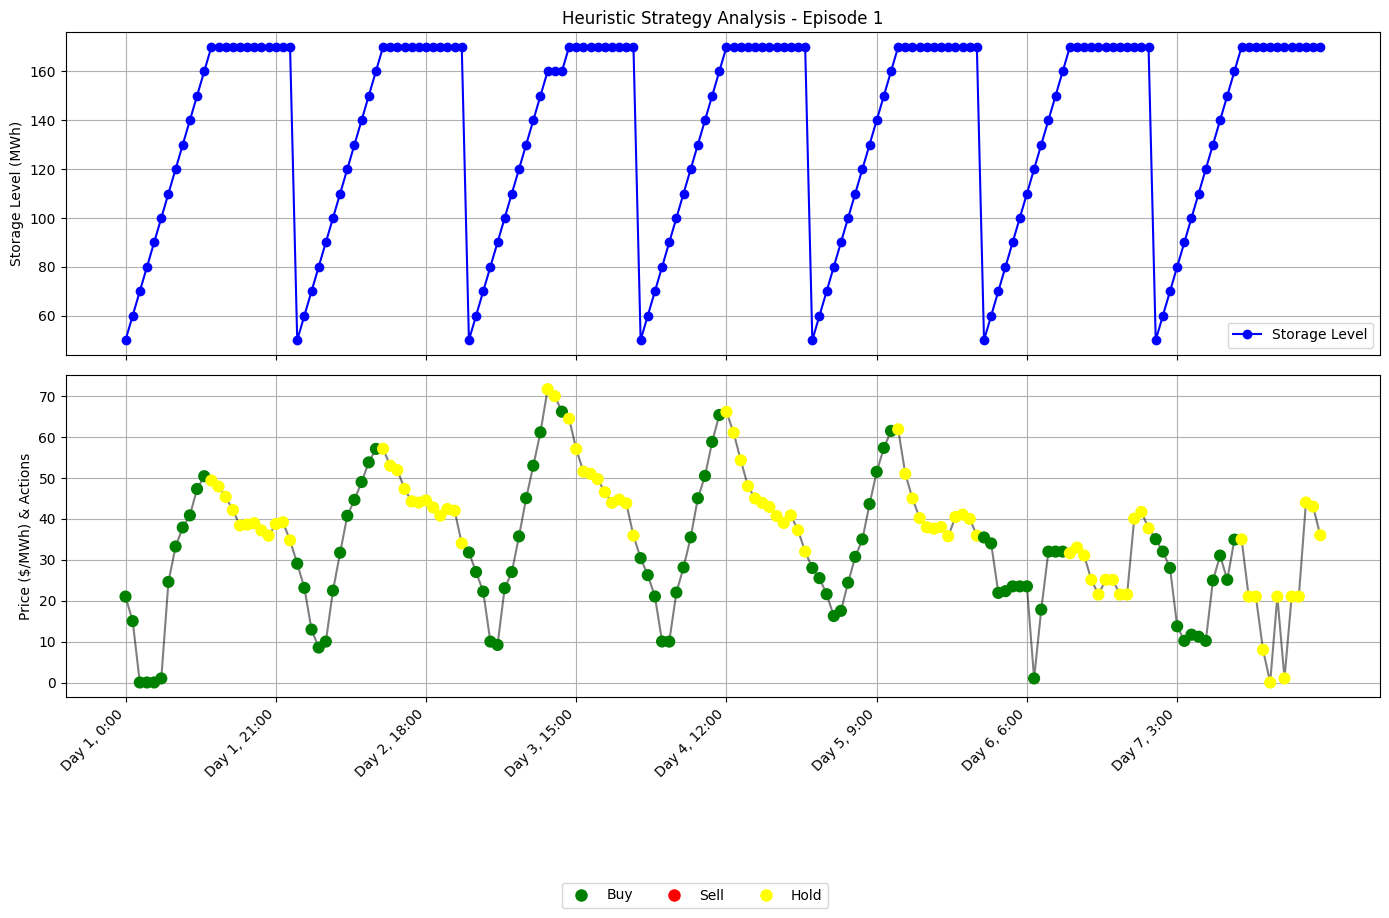 Heuristic Strategy Analysis - Episode 1
Storage Level (MWh)
160
140
120
100
80
60
Storage Level
Price ($/MWh) & Actions
70
60
50
40
30
20
10
0
Day 1, 0:00
Day 1, 21:00
Day 2, 18:00
Day 3, 15:00
Day 4, 12:00
Day 5, 9:00
Day 6, 6:00
Day 7, 3:00
Buy
Sell
Hold